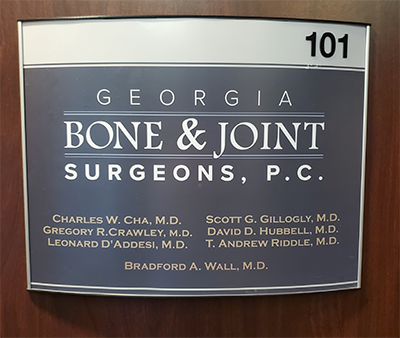 101
GEORGIA
BONE & JOINT
SURGEONS, P.C.
CHARLES W. CHA, M.D.
GREGORY R.CRAWLEY, M.D.
LEONARD D'ADDESI, M.D.
SCOTT G. GILLOGLY, M.D.
DAVID D. HUBBELL, M.D.
T. ANDREW RIDDLE, M.D.
BRADFORD A. WALL, M.D.